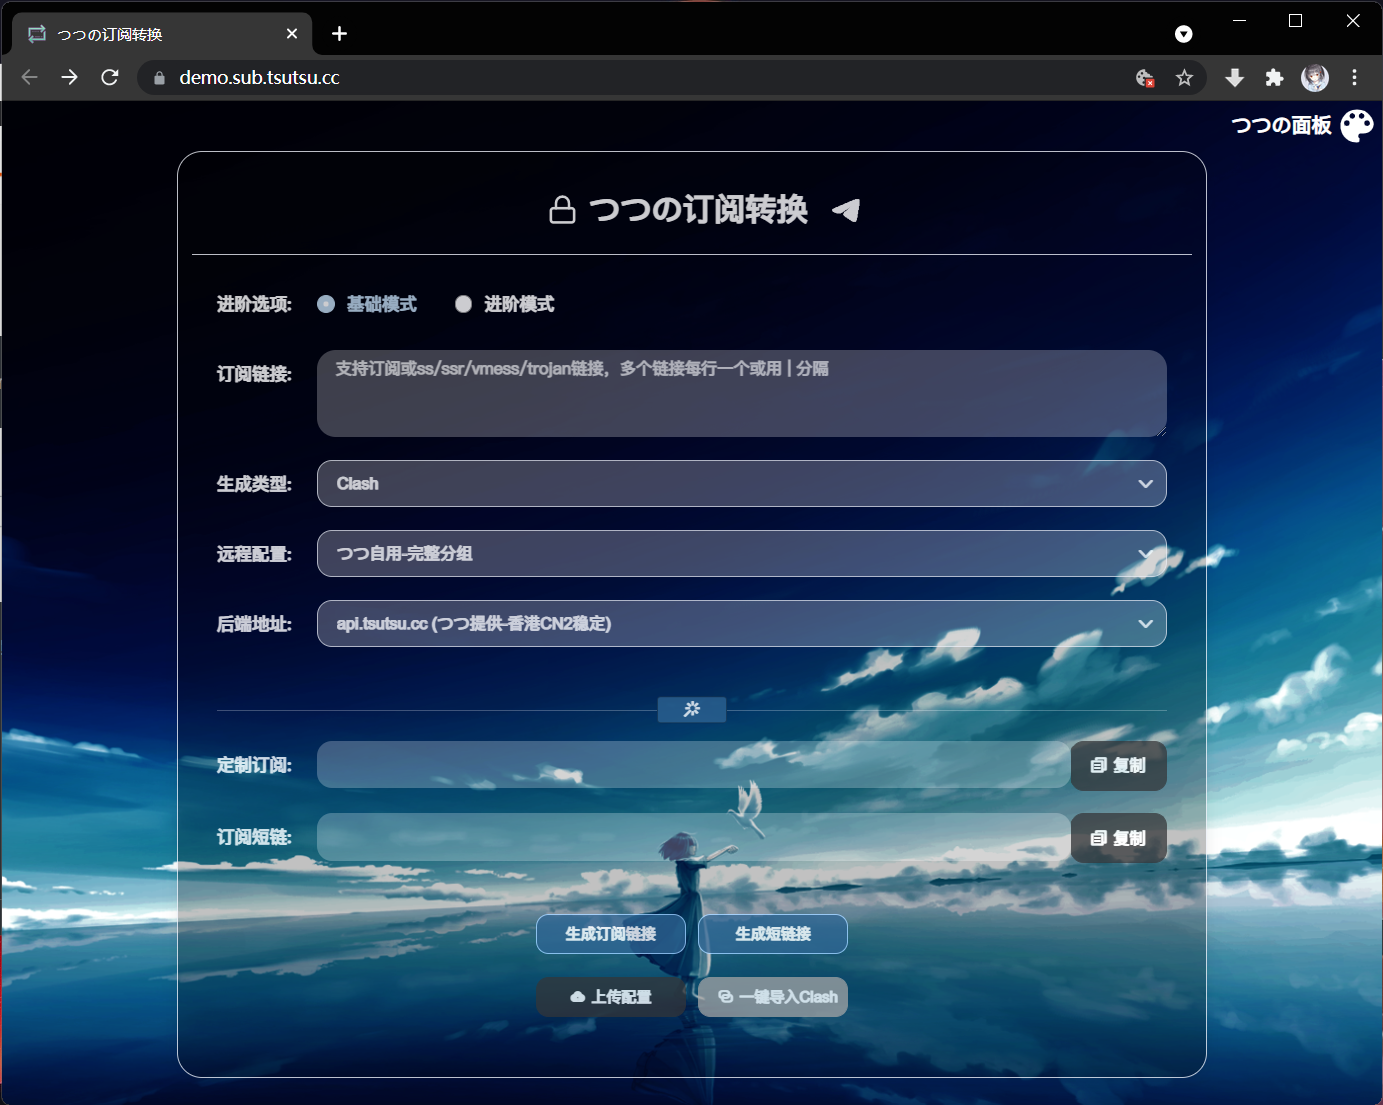 つつの订阅转换
demo.sub.tsutsu.cc
つつの面板
つつの订阅转换
进阶选项: 基础模式 进阶模式
订阅链接: 支持订阅或ss/ssr/vmess/trojan链接，多个链接每行一个或用 | 分隔
生成类型: Clash
远程配置: つつ自用-完整分组
后端地址: api.tsutsu.cc (つつ提供-香港CN2稳定)
定制订阅: 复制
订阅短链: 复制
生成订阅链接 生成短链接
上传配置 一键导入Clash